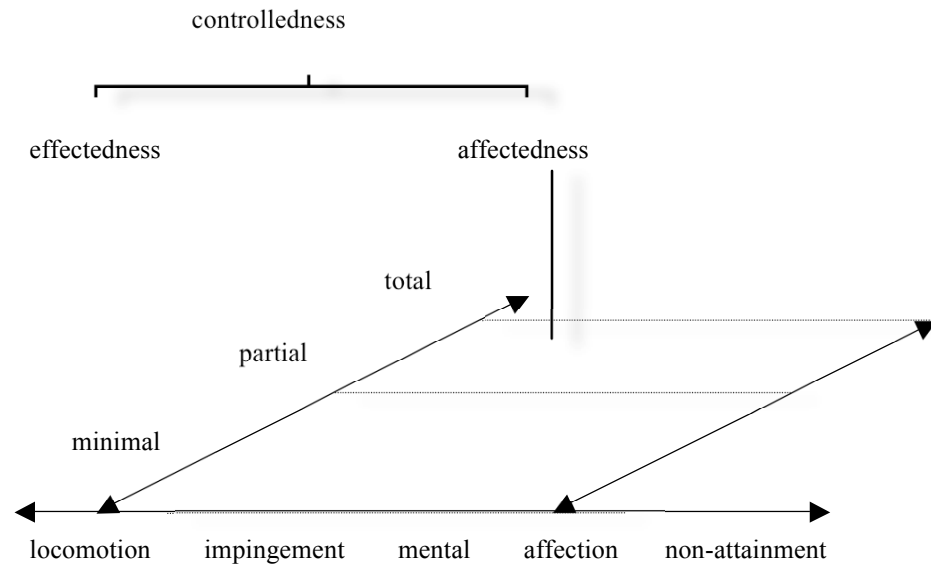 controlledness
effectedness affectedness
total
partial
minimal
locomotion impingement mental affection non-attainment